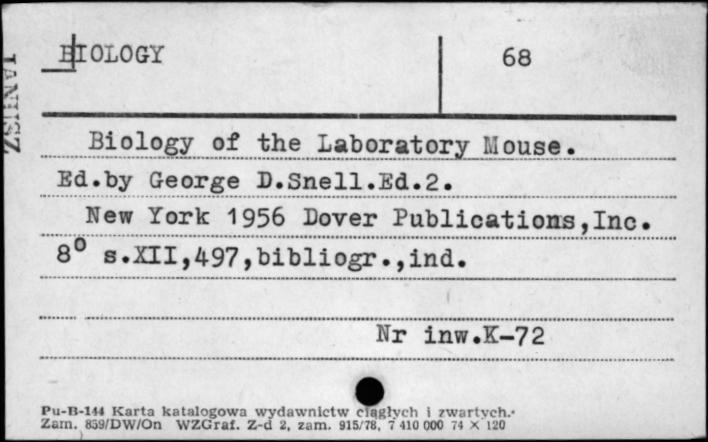 BIOLOGY 68
JANUSZ
Biology of the Laboratory Mouse.
Ed.by George D.Snell.Ed.2.
New York 1956 Dover Publications,Inc.
8⁰ s.XII,497,bibliogr.,ind.
Nr inw.K-72
Pu-B-144 Karta katalogowa wydawnictw ciągłych i zwartych.
Zam. 859/DW/On WZGraf. Z-d 2, zam. 915/78, 7 410 000 74 × 120